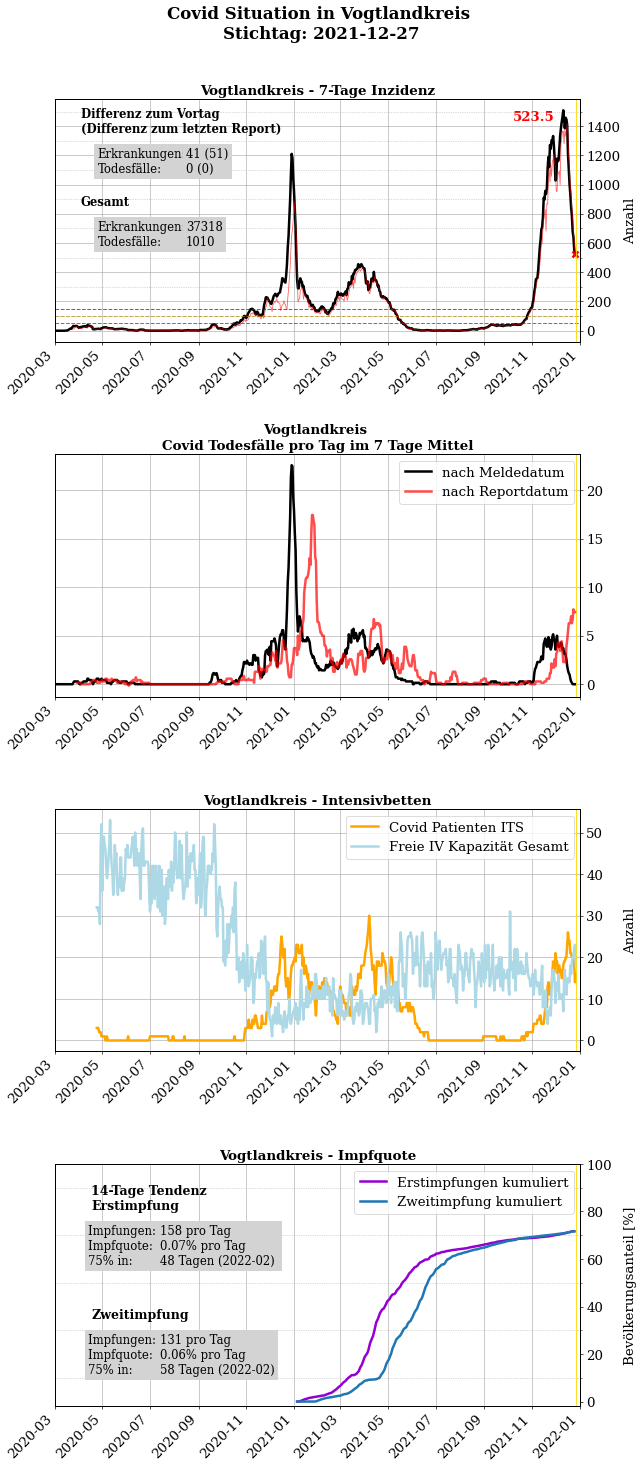 Covid Situation in Vogtlandkreis
Stichtag: 2021-12-27
Vogtlandkreis - 7-Tage Inzidenz
Differenz zum Vortag
(Differenz zum letzten Report)
Erkrankungen 41 (51)
Todesfälle: 0 (0)
Gesamt
Erkrankungen 37318
Todesfälle: 1010
523.5
1400
1200
1000
800
600
400
200
0
Anzahl
2020-03
2020-05
2020-07
2020-09
2020-11
2021-01
2021-03
2021-05
2021-07
2021-09
2021-11
2022-01
Vogtlandkreis
Covid Todesfälle pro Tag im 7 Tage Mittel
nach Meldedatum
nach Reportdatum
20
15
10
5
0
2020-03
2020-05
2020-07
2020-09
2020-11
2021-01
2021-03
2021-05
2021-07
2021-09
2021-11
2022-01
Vogtlandkreis - Intensivbetten
Covid Patienten ITS
Freie IV Kapazität Gesamt
50
40
30
20
10
0
Anzahl
2020-03
2020-05
2020-07
2020-09
2020-11
2021-01
2021-03
2021-05
2021-07
2021-09
2021-11
2022-01
Vogtlandkreis - Impfquote
14-Tage Tendenz
Erstimpfung
Impfungen: 158 pro Tag
Impfquote: 0.07% pro Tag
75% in: 48 Tagen (2022-02)
Zweitimpfung
Impfungen: 131 pro Tag
Impfquote: 0.06% pro Tag
75% in: 58 Tagen (2022-02)
Erstimpfungen kumuliert
Zweitimpfung kumuliert
100
80
60
40
20
0
Bevölkerungsanteil [%]
2020-03
2020-05
2020-07
2020-09
2020-11
2021-01
2021-03
2021-05
2021-07
2021-09
2021-11
2022-01